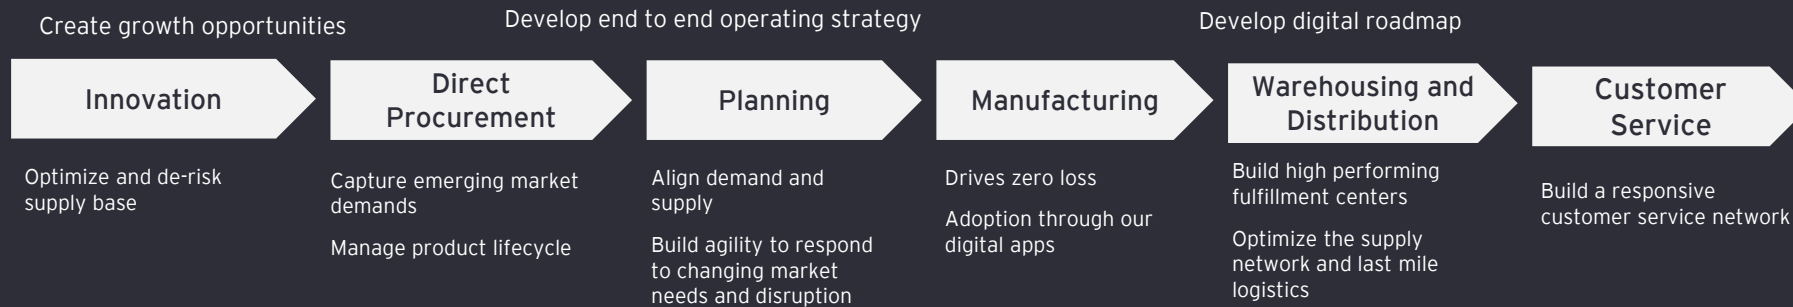 Create growth opportunities
Develop end to end operating strategy
Develop digital roadmap
Innovation
Direct
Procurement
Planning
Manufacturing
Warehousing and
Distribution
Customer
Service
Optimize and de-risk
supply base
Capture emerging market
demands
Manage product lifecycle
Align demand and
supply
Build agility to respond
to changing market
needs and disruption
Drives zero loss
Adoption through our
digital apps
Build high performing
fulfillment centers
Optimize the supply
network and last mile
logistics
Build a responsive
customer service network